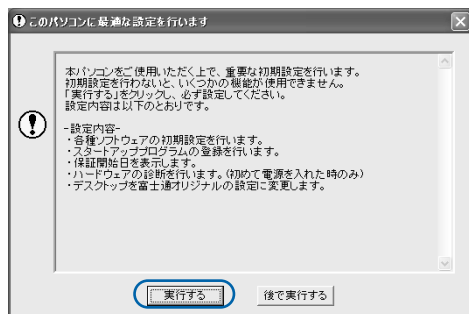 このパソコンに最適な設定を行います
本パソコンをご使用いただく上で、重要な初期設定を行います。
初期設定を行わないと、いくつかの機能が使用できません。
「実行する」をクリックし、必ず設定してください。
設定内容は以下のとおりです。
-設定内容-
・各種ソフトウェアの初期設定を行います。
・スタートアッププログラムの登録を行います。
・保証開始日を表示します。
・ハードウェアの診断を行います。(初めて電源を入れた時のみ)
・デスクトップを富士通オリジナルの設定に変更します。
実行する
後で実行する